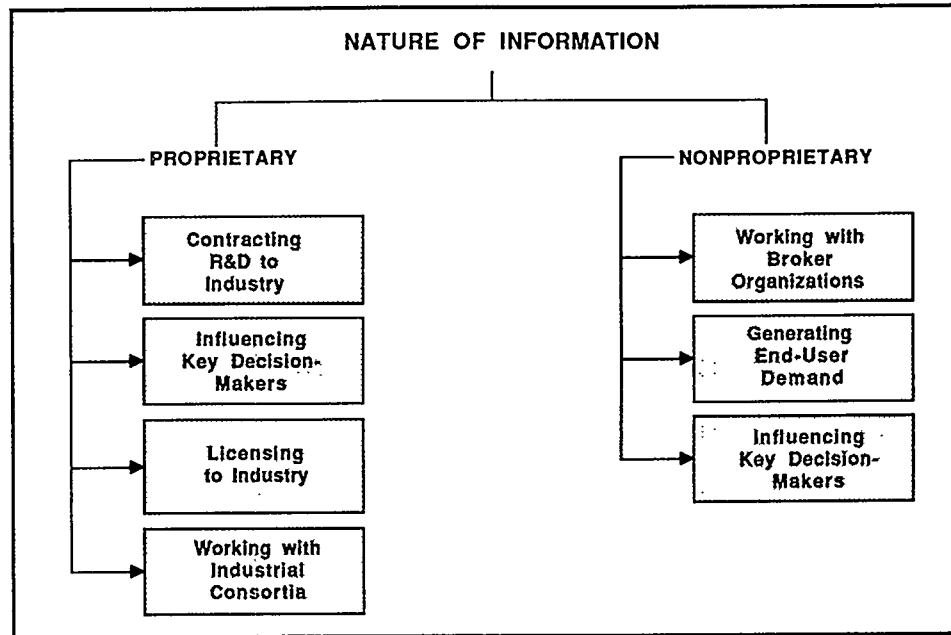 NATURE OF INFORMATION
PROPRIETARY
Contracting
R&D to
Industry
Influencing
Key Decision-
Makers
Licensing
to Industry
Working with
Industrial
Consortia
NONPROPRIETARY
Working with
Broker
Organizations
Generating
End-User
Demand
Influencing
Key Decision-
Makers